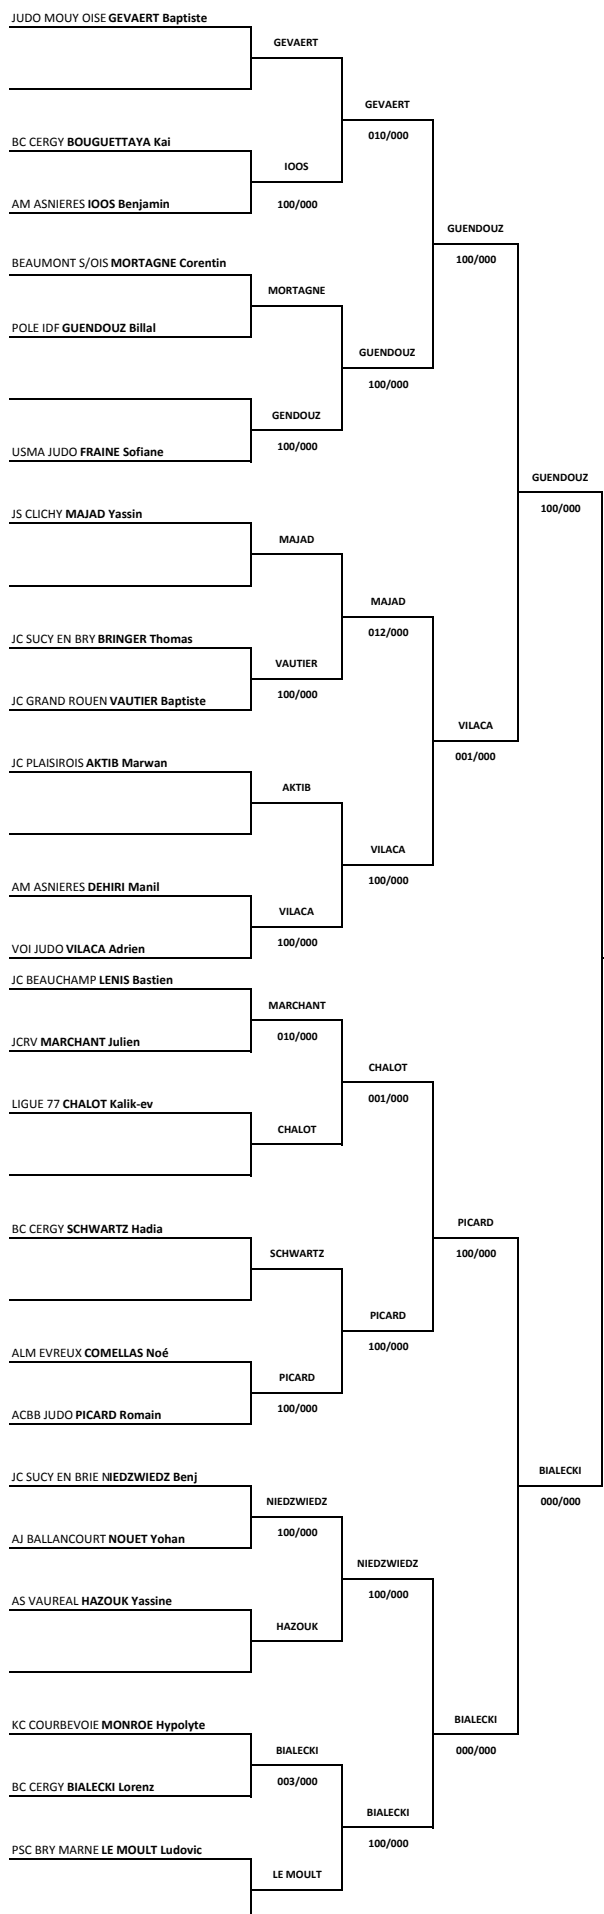 JUDO MOUY OISE GEVAERT Baptiste
GEVAERT
GEVAERT
010/000
BC CERGY BOUGUETTAYA Kai
IOOS
AM ASNIERES IOOS Benjamin
100/000
GUENDOUZ
100/000
BEAUMONT S/OIS MORTAGNE Corentin
MORTAGNE
POLE IDF GUENDOUZ Billal
GUENDOUZ
100/000
GENDOUZ
100/000
USMA JUDO FRAINE Sofiane
GUENDOUZ
100/000
JS CLICHY MAJAD Yassin
MAJAD
MAJAD
012/000
JC SUCY EN BRY BRINGER Thomas
VAUTIER
100/000
JC GRAND ROUEN VAUTIER Baptiste
VILACA
001/000
JC PLAISIROIS AKTIB Marwan
AKTIB
VILACA
100/000
AM ASNIERES DEHIRI Manil
VILACA
100/000
VOI JUDO VILACA Adrien
JC BEAUCHAMP LENIS Bastien
MARCHANT
010/000
JCRV MARCHANT Julien
CHALOT
001/000
LIGUE 77 CHALOT Kalik-ev
CHALOT
BC CERGY SCHWARTZ Hadia
PICARD
100/000
SCHWARTZ
PICARD
100/000
ALM EVREUX COMELLAS Noé
PICARD
100/000
ACBB JUDO PICARD Romain
BIALECKI
000/000
JC SUCY EN BRIE NIEDZWIEDZ Benj
NIEDZWIEDZ
100/000
AJ BALLANCOURT NOUET Yohan
NIEDZWIEDZ
100/000
AS VAUREAL HAZOUK Yassine
HAZOUK
KC COURBEVOIE MONROE Hypolyte
BIALECKI
000/000
BIALECKI
003/000
BC CERGY BIALECKI Lorenz
BIALECKI
100/000
PSC BRY MARNE LE MOULT Ludovic
LE MOULT